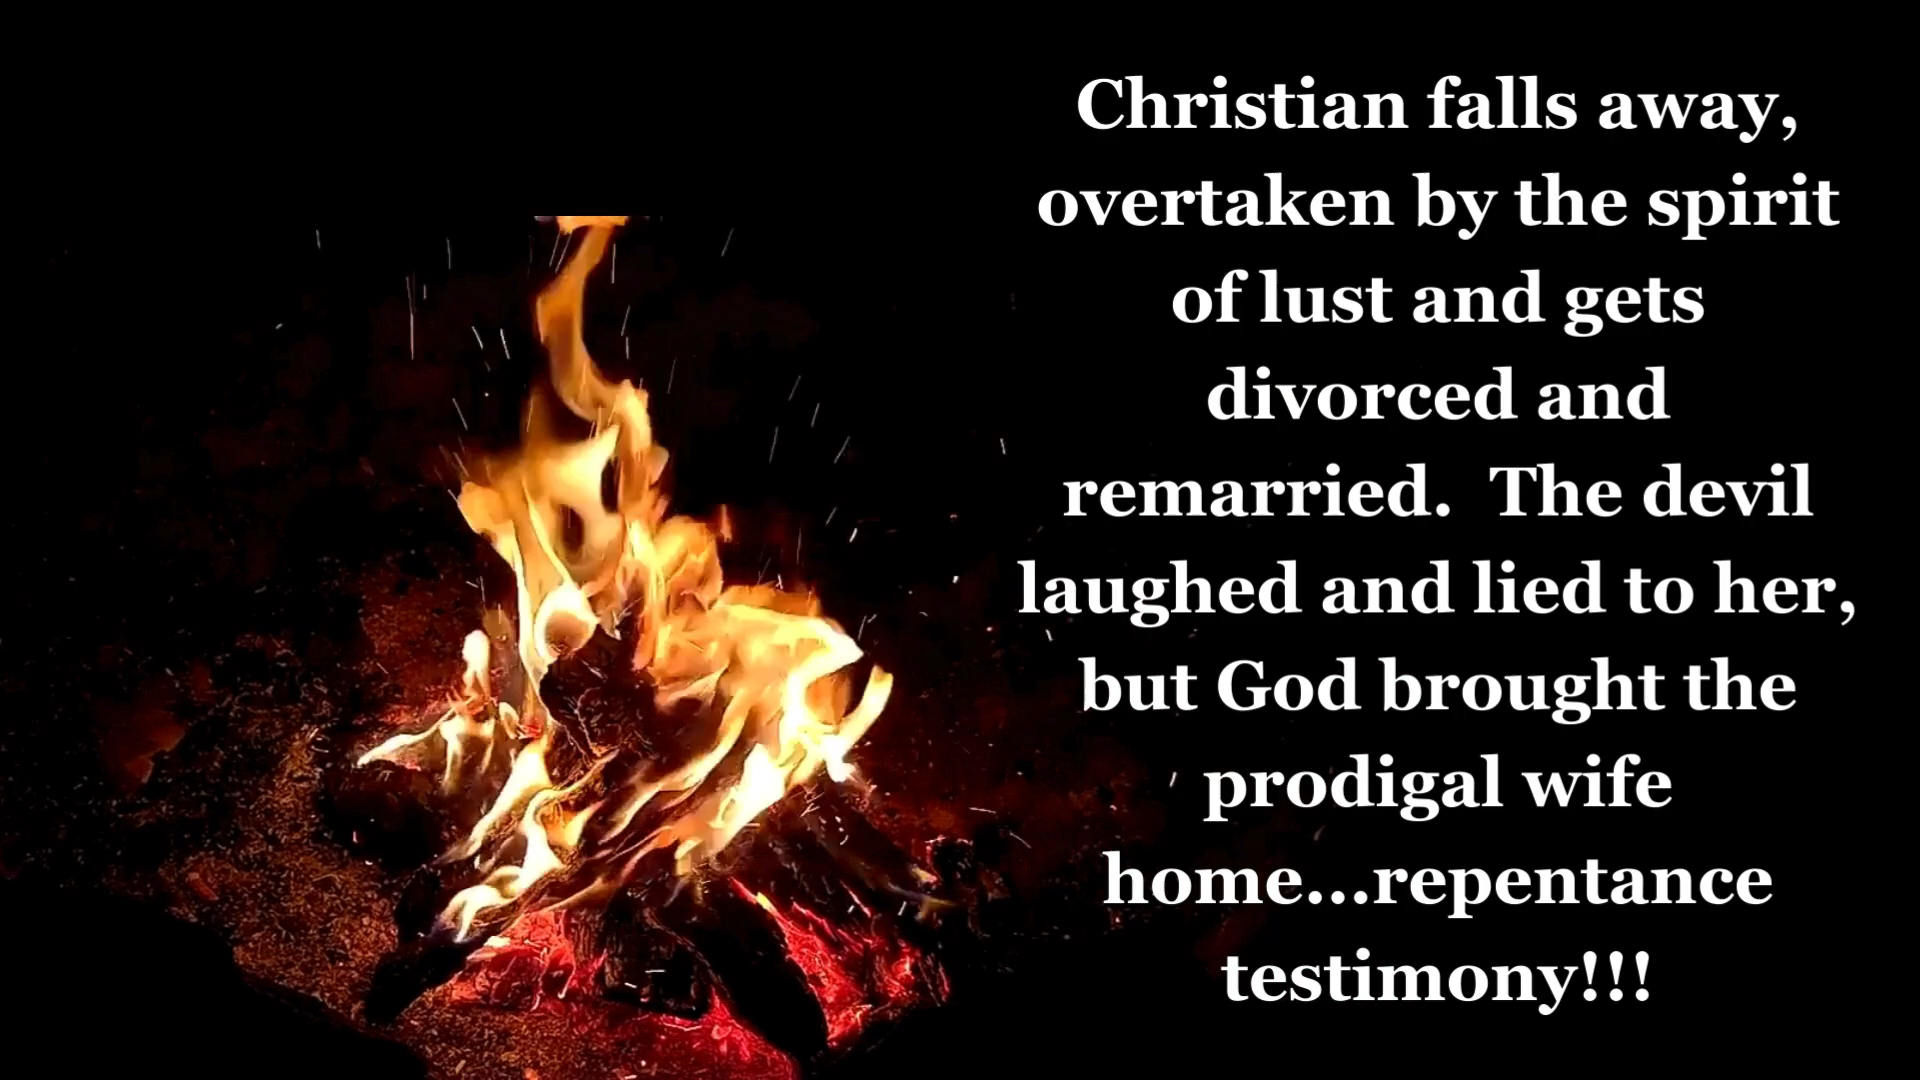 Christian falls away,
overtaken by the spirit
of lust and gets
divorced and
remarried.  The devil
laughed and lied to her,
but God brought the
prodigal wife
home...repentance
testimony!!!